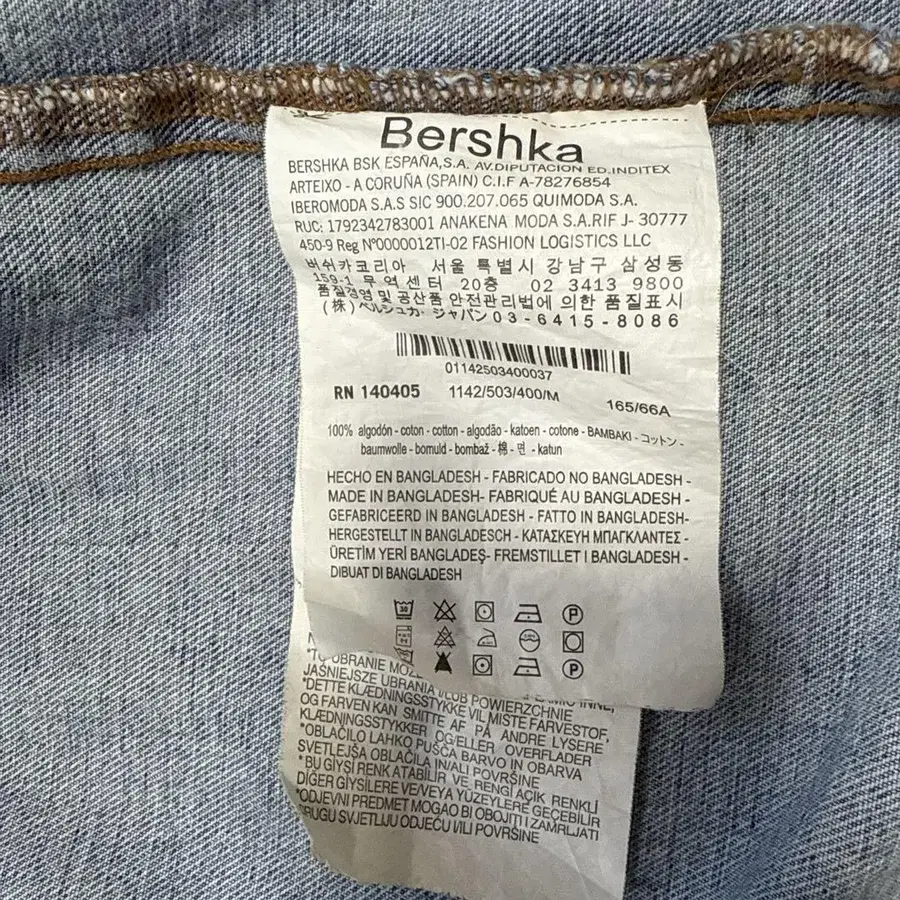 Bershka
BERSHKA BSK ESPAÑA,S.A. AV.DIPUTACION ED.INDITEX
ARTEIXO - A CORUÑA (SPAIN) C.I.F A-78276854
IBEROMODA S.A.S SIC 900.207.065 QUIMODA S.A.
RUC: 1792342783001 ANAKENA MODA S.A.RIF J- 30777
450-9 Reg Nº0000012TI-02 FASHION LOGISTICS LLC
버쉬카코리아 서울 특별시 강남구 삼성동
159-1 무역센터 20층 02 3413 9800
품질경영 및 공산품 안전관리법에 의한 품질표시
(株)ベルシュカ・ジャパン03-6415-8086
01142503400037
RN 140405 1142/503/400/M 165/66A
100% algodón - coton - cotton - algodão - katoen - cotone - BAMBAKI - コットン -
baumwolle - bomuld - bombaž - 棉 - 면 - katun
HECHO EN BANGLADESH - FABRICADO NO BANGLADESH -
MADE IN BANGLADESH- FABRIQUÉ AU BANGLADESH -
GEFABRICEERD IN BANGLADESH - FATTO IN BANGLADESH-
HERGESTELLT IN BANGLADESCH - ΚΑΤΑΣΚΕΥΗ ΜΠΑΓΚΛΑΝΤΕΣ -
ÜRETİM YERİ BANGLADEŞ- FREMSTILLET I BANGLADESH -
DIBUAT DI BANGLADESH
30 P
P
*TO UBRANIE
JAŚNIEJSZE UBRANIA I/LUB POWIERZCHNIE
*DETTE KLÆDNINGSSTYKKE VIL MISTE FARVESTOF,
OG FARVEN KAN SMITTE AF PÅ ANDRE LYSERE
KLÆDNINGSSTYKKER OG/ELLER OVERFLADER
*OBLAČILO LAHKO PUŠČA BARVO IN OBARVA
SVETLEJŠA OBLAČILA IN/ALI POVRŠINE
*BU GİYSİ RENK ATABİLİR VE RENGİ AÇIK RENKLİ
DİĞER GİYSİLERE VE/VEYA YÜZEYLERE GEÇEBİLİR
*ODJEVNI PREDMET MOGAO BI OBOJITI I ZAMRLJATI
DRUGU SVJETLIJU ODJEĆU I/ILI POVRŠINE